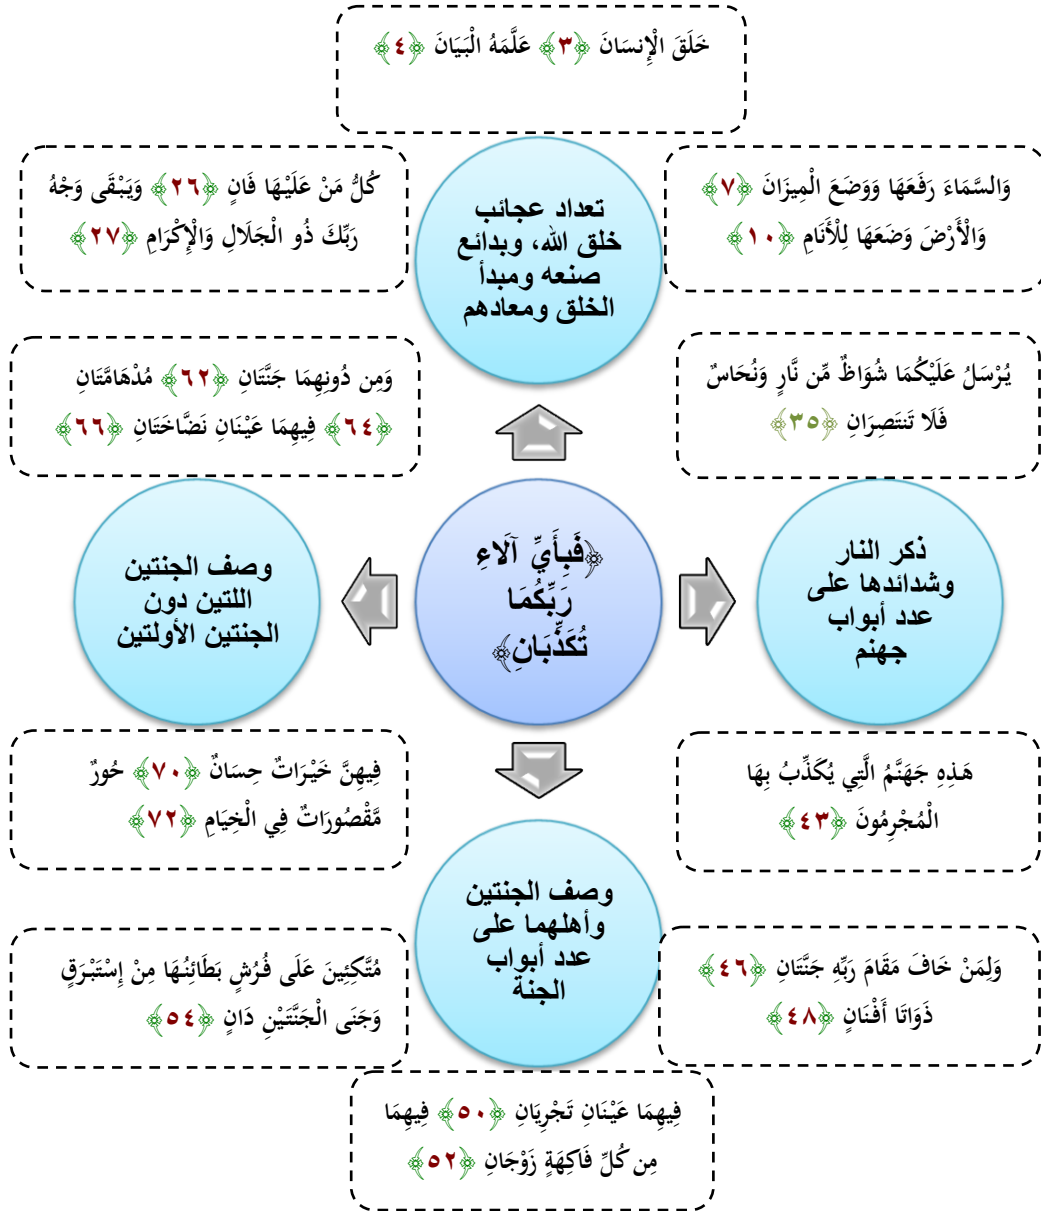 خَلَقَ الْإِنسَانَ ﴿٣﴾ عَلَّمَهُ الْبَيَانَ ﴿٤﴾
وَالسَّمَاءَ رَفَعَهَا وَوَضَعَ الْمِيزَانَ ﴿٧﴾
وَالْأَرْضَ وَضَعَهَا لِلْأَنَامِ ﴿١٠﴾
تعداد عجائب
خلق الله، وبدائع
صنعه ومبدأ
الخلق ومعادهم
كُلُّ مَنْ عَلَيْهَا فَانٍ ﴿٢٦﴾ وَيَبْقَى وَجْهُ
رَبِّكَ ذُو الْجَلَالِ وَالْإِكْرَامِ ﴿٢٧﴾
يُرْسَلُ عَلَيْكُمَا شُوَاظٌ مِّن نَّارٍ وَنُحَاسٌ
فَلَا تَنتَصِرَانِ ﴿٣٥﴾
وَمِن دُونِهِمَا جَنَّتَانِ ﴿٦٢﴾ مُدْهَامَّتَانِ
﴿٦٤﴾ فِيهِمَا عَيْنَانِ نَضَّاخَتَانِ ﴿٦٦﴾
ذكر النار
وشدائدها على
عدد أبواب
جهنم
﴿فَبِأَيِّ آلَاءِ
رَبِّكُمَا
تُكَذِّبَانِ﴾
وصف الجنتين
اللتين دون
الجنتين الأولتين
هَذِهِ جَهَنَّمُ الَّتِي يُكَذِّبُ بِهَا
الْمُجْرِمُونَ ﴿٤٣﴾
فِيهِنَّ خَيْرَاتٌ حِسَانٌ ﴿٧٠﴾ حُورٌ
مَّقْصُورَاتٌ فِي الْخِيَامِ ﴿٧٢﴾
وصف الجنتين
وأهلهما على
عدد أبواب
الجنة
وَلِمَنْ خَافَ مَقَامَ رَبِّهِ جَنَّتَانِ ﴿٤٦﴾
ذَوَاتَا أَفْنَانٍ ﴿٤٨﴾
مُتَّكِئِينَ عَلَى فُرُشٍ بَطَائِنُهَا مِنْ إِسْتَبْرَقٍ
وَجَنَى الْجَنَّتَيْنِ دَانٍ ﴿٥٤﴾
فِيهِمَا عَيْنَانِ تَجْرِيَانِ ﴿٥٠﴾ فِيهِمَا
مِن كُلِّ فَاكِهَةٍ زَوْجَانِ ﴿٥٢﴾